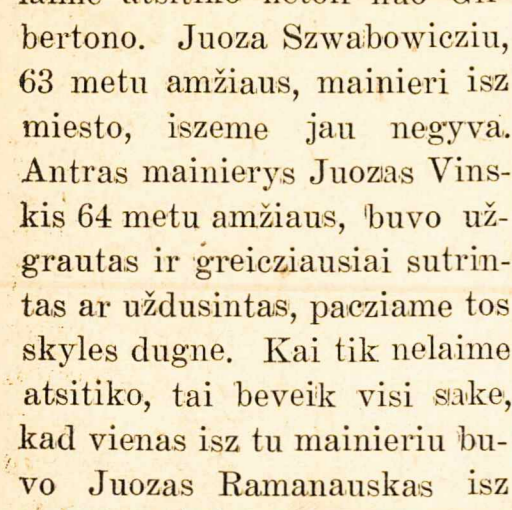 bertono. Juoza Szwabowicziu,
63 metu amžiaus, mainieri isz
miesto, iszeme jau negyva.
Antras mainierys Juozas Vins-
kis 64 metu amžiaus, buvo už-
grautas ir greicziausiai sutrin-
tas ar uždusintas, pacziame tos
skyles dugne. Kai tik nelaime
atsitiko, tai beveik visi sake,
kad vienas isz tu mainieriu bu-
vo Juozas Ramanauskas isz